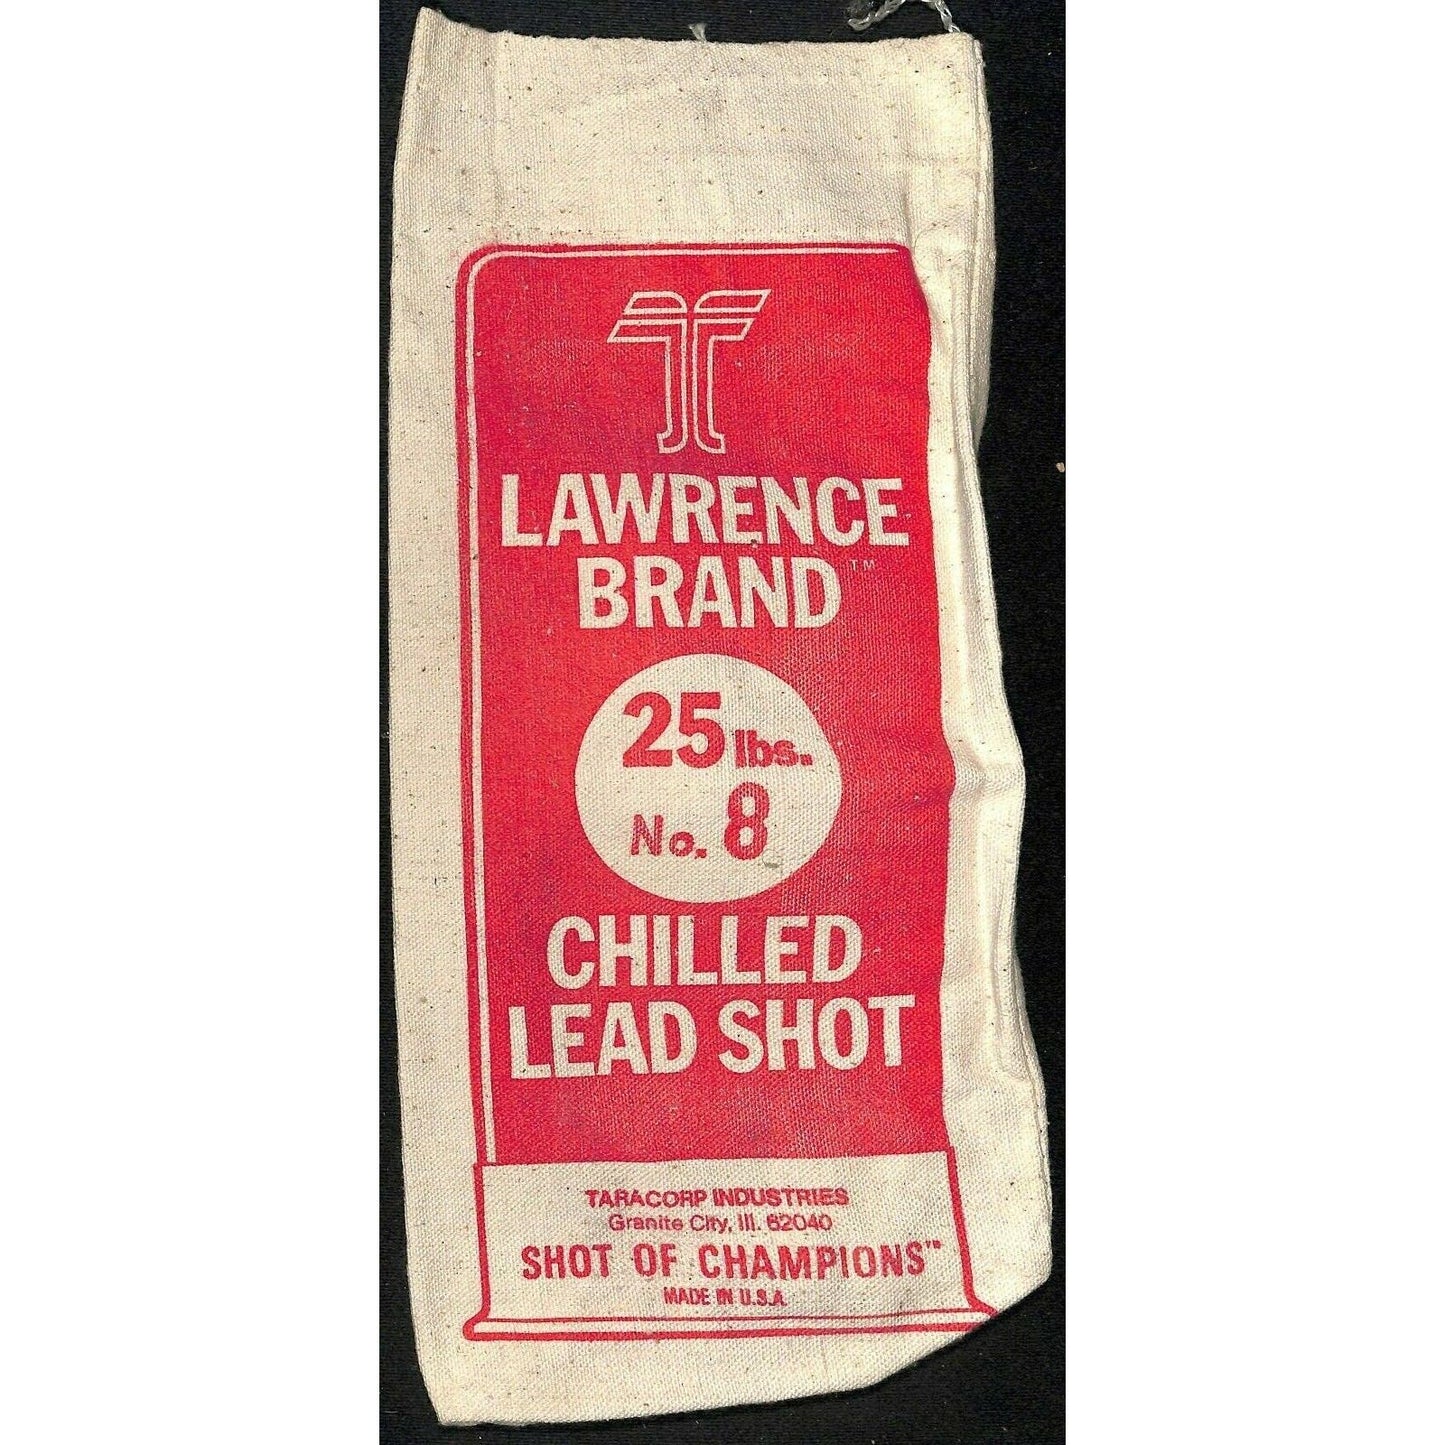 LAWRENCE
BRAND™
25 lbs.
No. 8
CHILLED
LEAD SHOT
TARACORP INDUSTRIES
Granite City, Ill. 62040
SHOT OF CHAMPIONS™
MADE IN U.S.A.